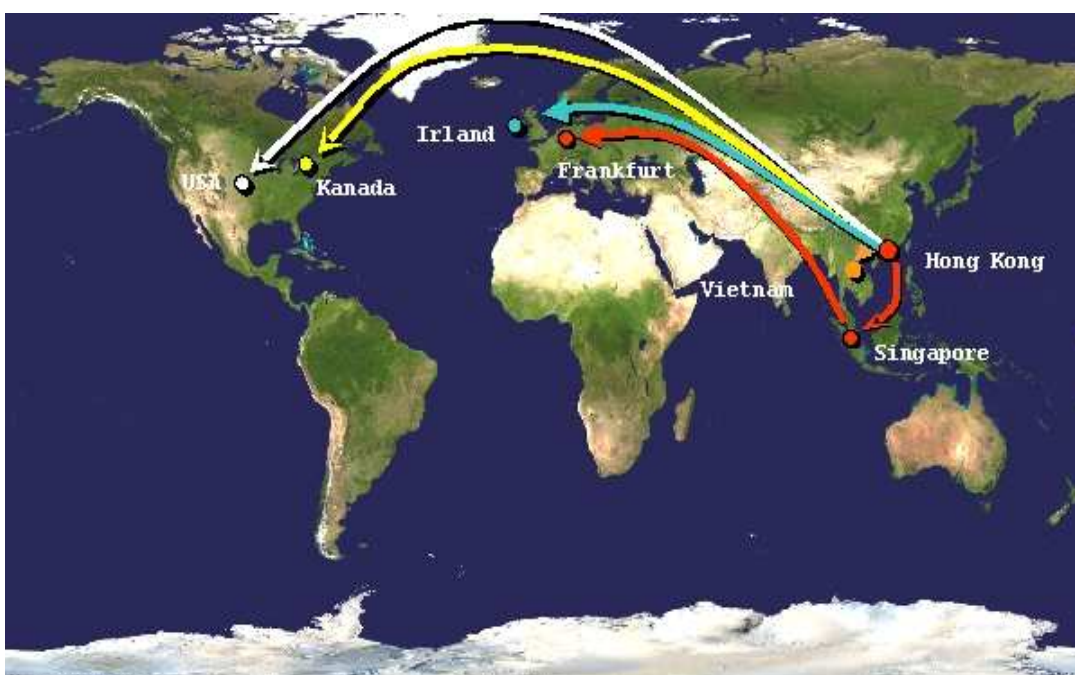 Irland
Frankfurt
USA
Kanada
Hong Kong
Vietnam
Singapore